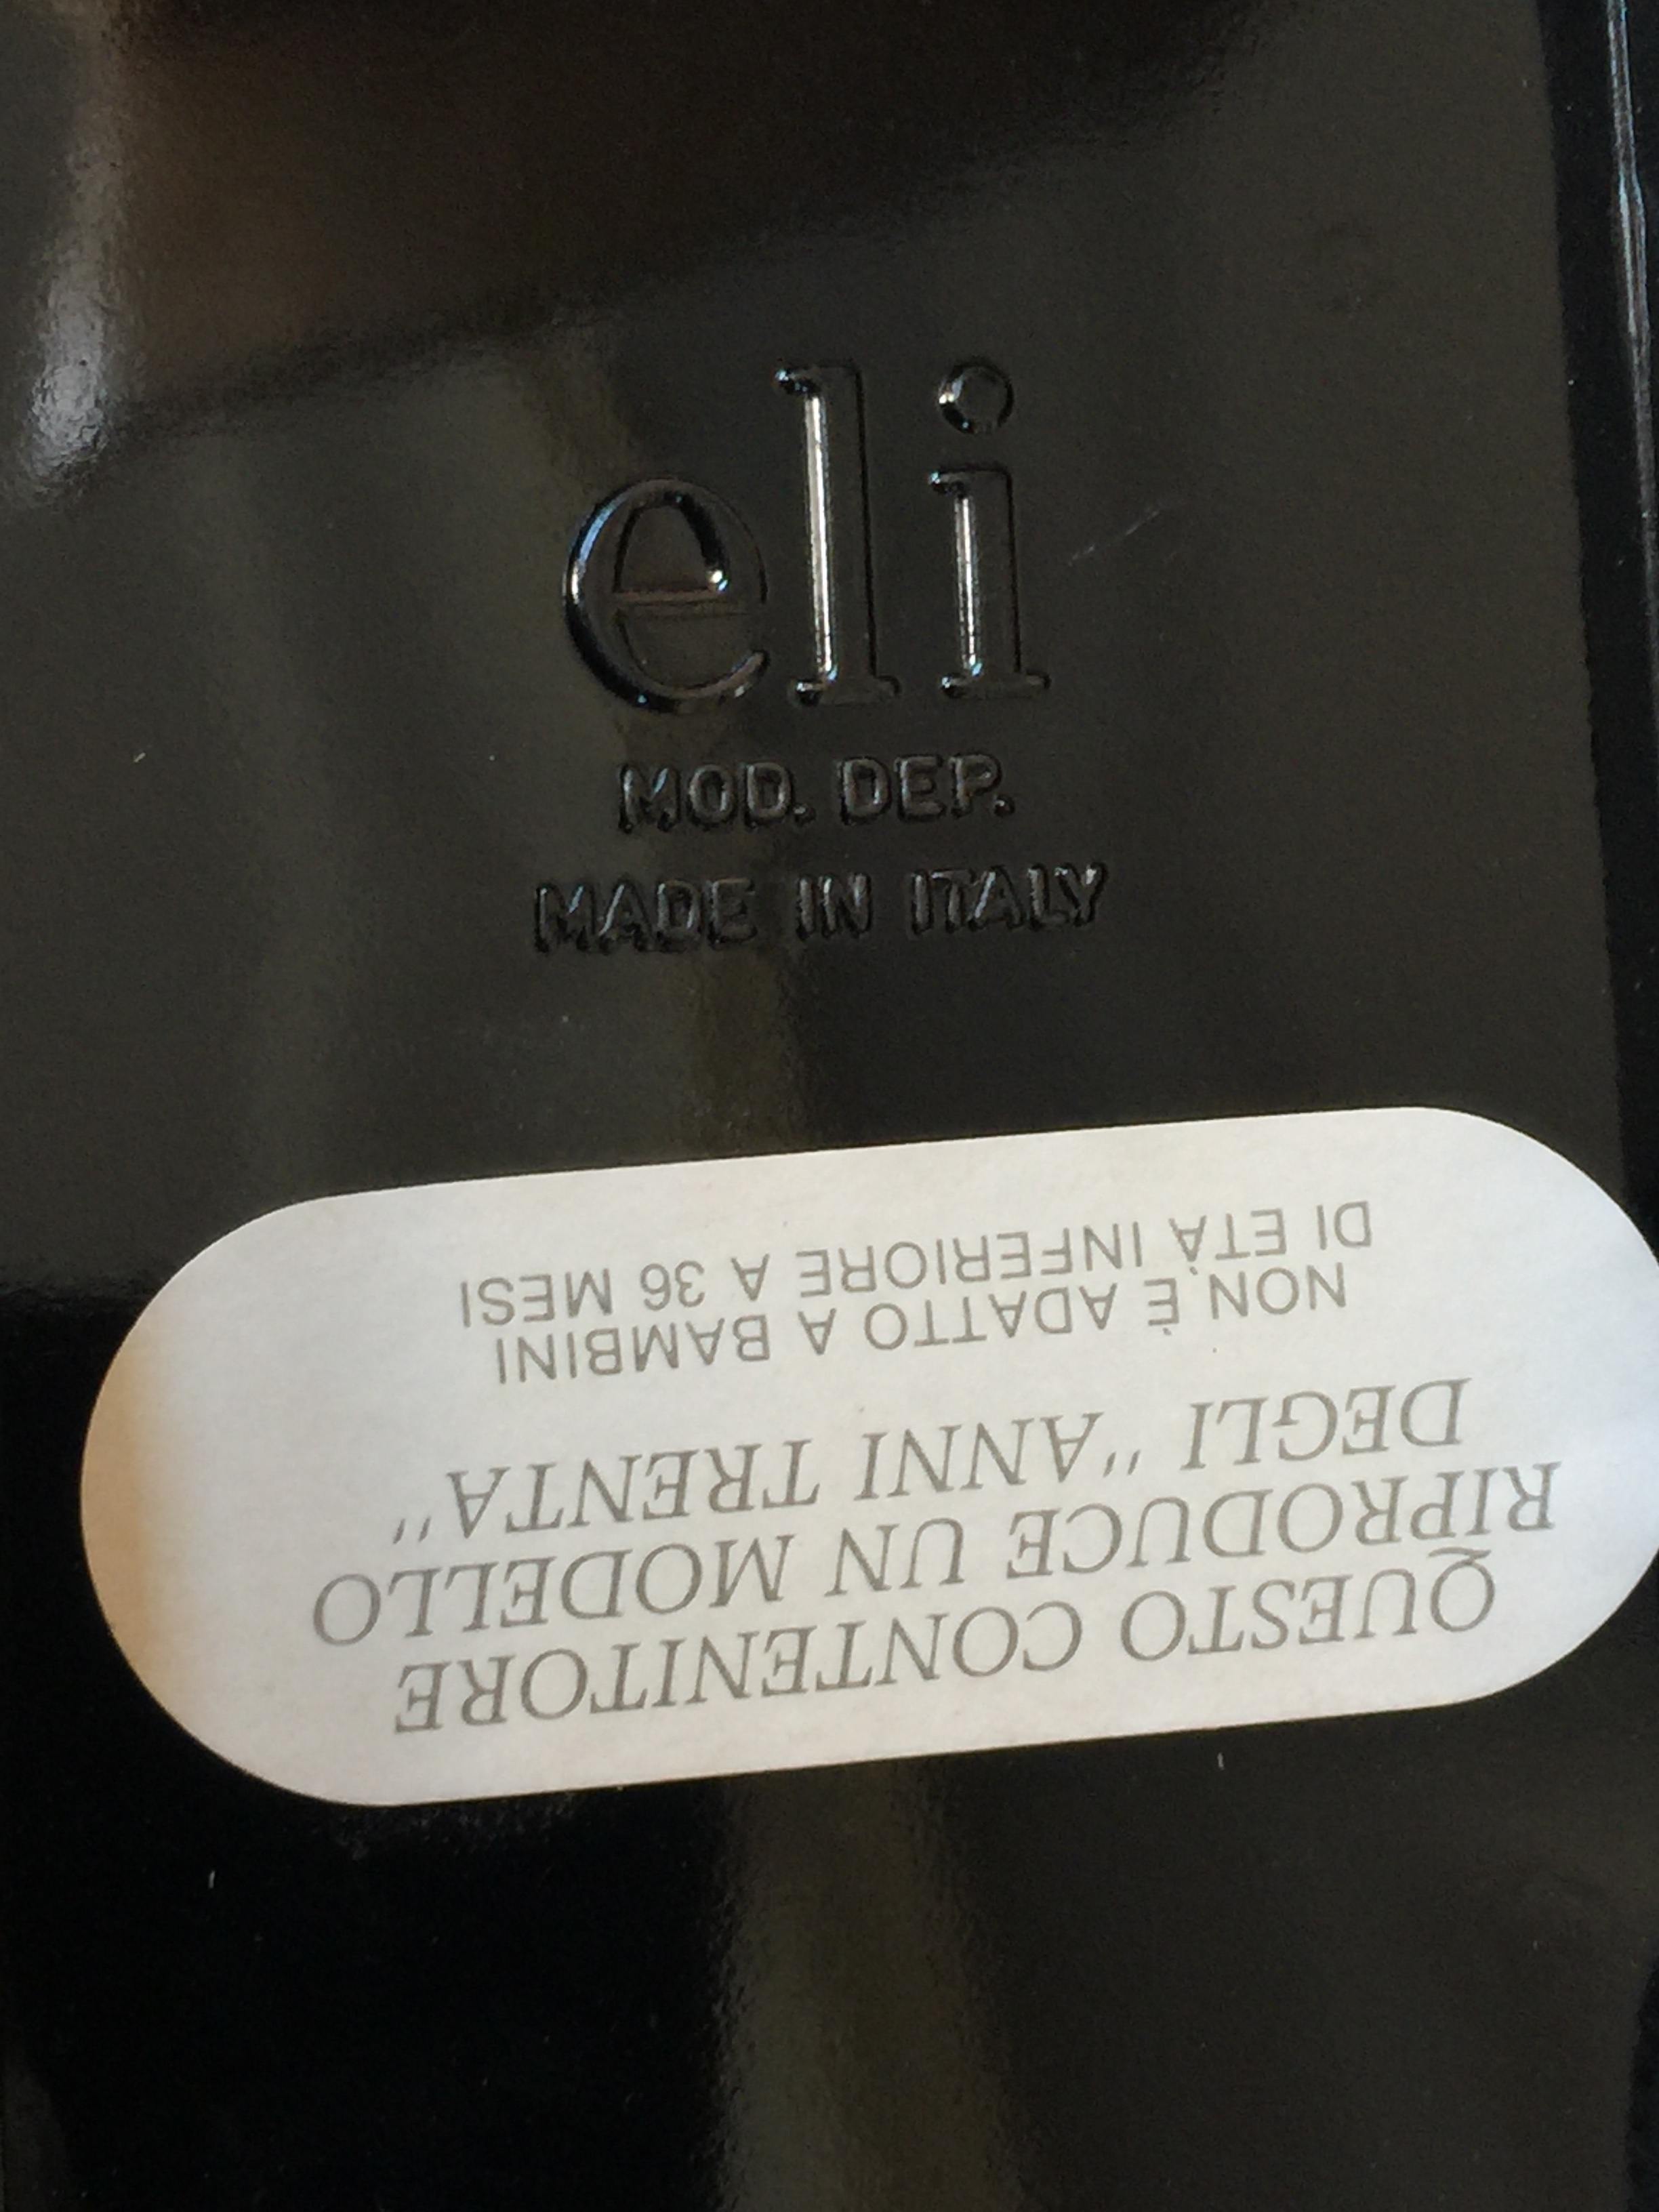 eli
MOD. DEP.
MADE IN ITALY
QUESTO CONTENITORE
RIPRODUCE UN MODELLO
DEGLI "ANNI TRENTA"
NON È ADATTO A BAMBINI
DI ETÀ INFERIORE A 36 MESI